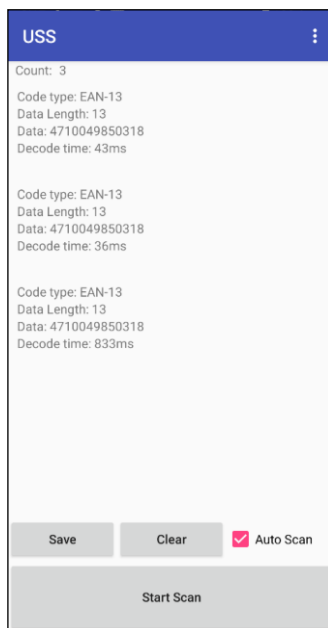 USS
Count: 3
Code type: EAN-13
Data Length: 13
Data: 4710049850318
Decode time: 43ms
Code type: EAN-13
Data Length: 13
Data: 4710049850318
Decode time: 36ms
Code type: EAN-13
Data Length: 13
Data: 4710049850318
Decode time: 833ms
Save Clear Auto Scan
Start Scan